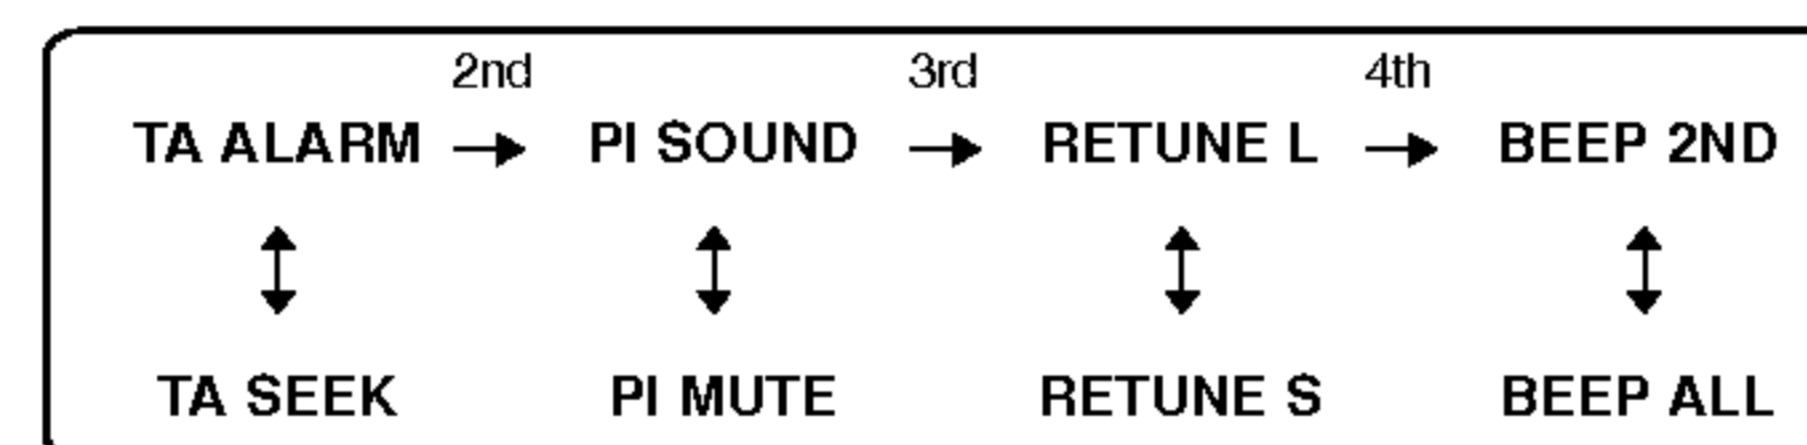 2nd 3rd 4th
TA ALARM PI SOUND RETUNE L BEEP 2ND
TA SEEK PI MUTE RETUNE S BEEP ALL